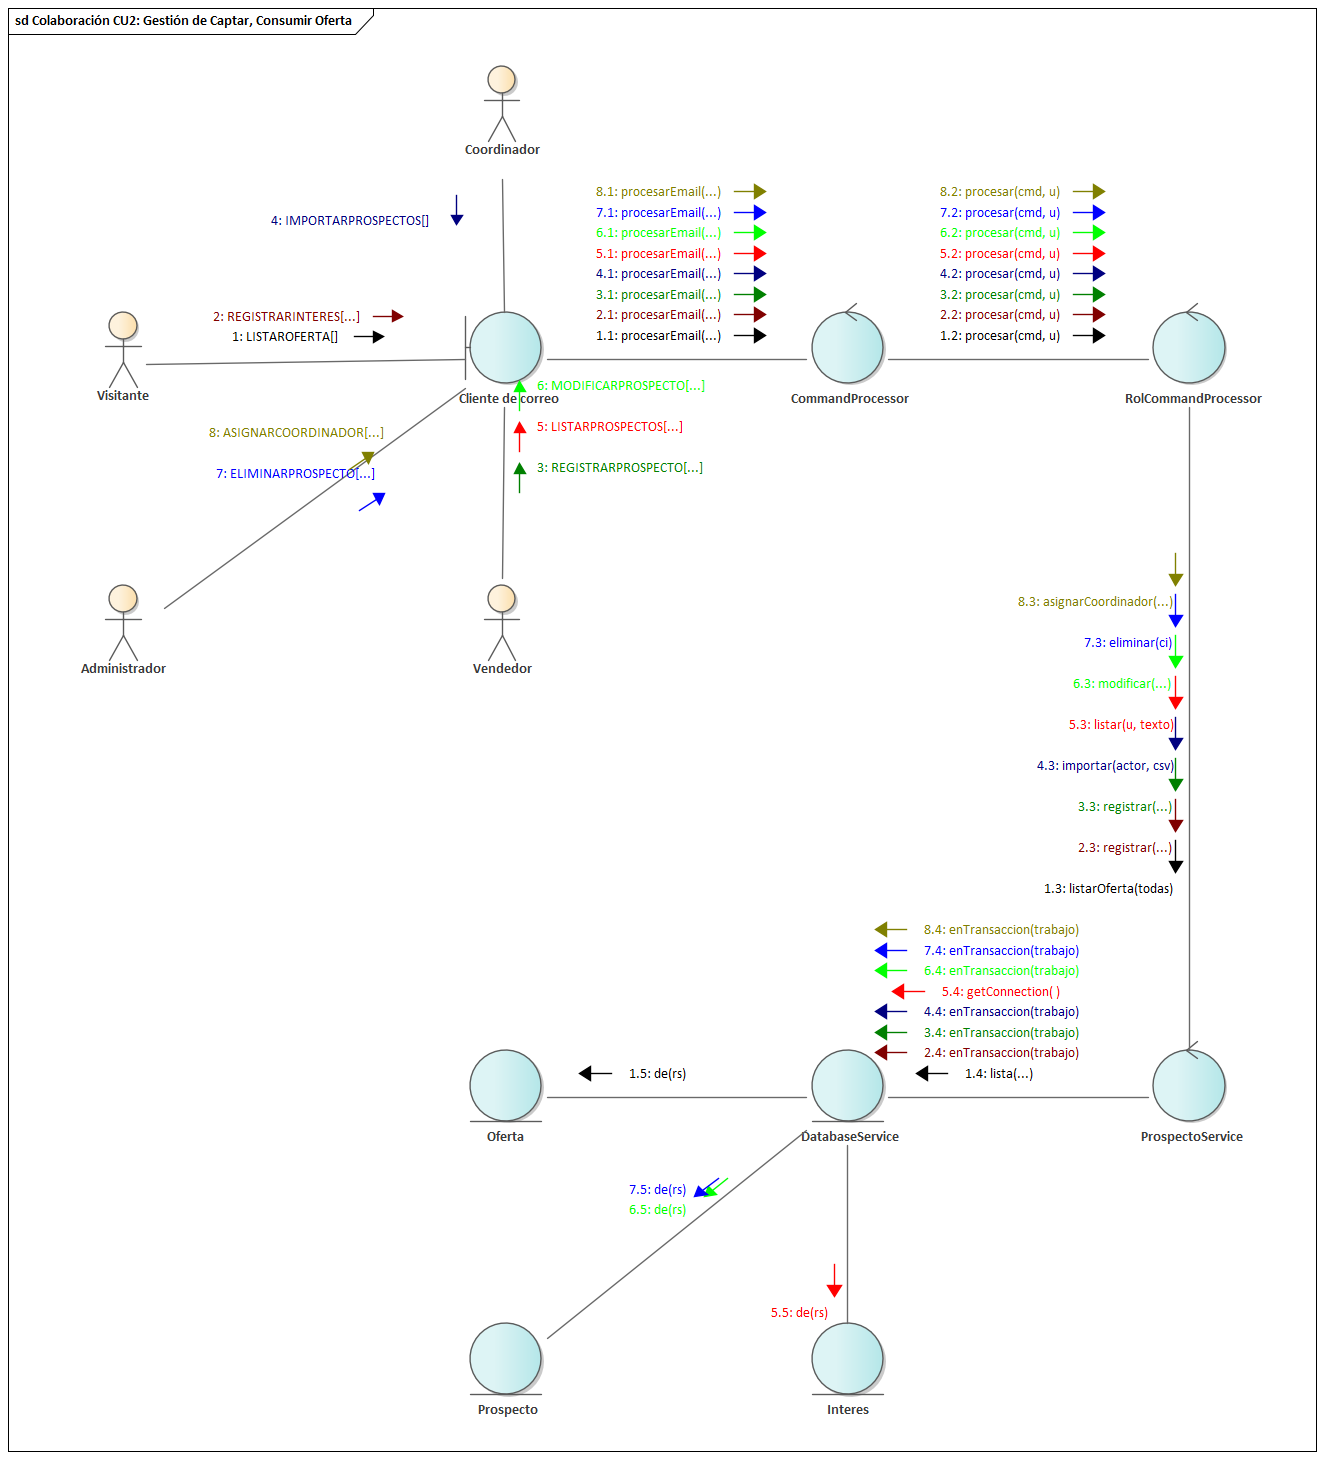 sd Colaboración CU2: Gestión de Captar, Consumir Oferta
Coordinador
4: IMPORTARPROSPECTOS[]
8.1: procesarEmail(...)
7.1: procesarEmail(...)
6.1: procesarEmail(...)
5.1: procesarEmail(...)
4.1: procesarEmail(...)
3.1: procesarEmail(...)
2.1: procesarEmail(...)
1.1: procesarEmail(...)
8.2: procesar(cmd, u)
7.2: procesar(cmd, u)
6.2: procesar(cmd, u)
5.2: procesar(cmd, u)
4.2: procesar(cmd, u)
3.2: procesar(cmd, u)
2.2: procesar(cmd, u)
1.2: procesar(cmd, u)
2: REGISTRARINTERES[...]
1: LISTAROFERTA[]
Visitante
Cliente de correo
CommandProcessor
RolCommandProcessor
6: MODIFICARPROSPECTO[...]
5: LISTARPROSPECTOS[...]
3: REGISTRARPROSPECTO[...]
8: ASIGNARCOORDINADOR[...]
7: ELIMINARPROSPECTO[...]
Administrador
Vendedor
8.3: asignarCoordinador(...)
7.3: eliminar(ci)
6.3: modificar(...)
5.3: listar(u, texto)
4.3: importar(actor, csv)
3.3: registrar(...)
2.3: registrar(...)
1.3: listarOferta(todas)
8.4: enTransaccion(trabajo)
7.4: enTransaccion(trabajo)
6.4: enTransaccion(trabajo)
5.4: getConnection( )
4.4: enTransaccion(trabajo)
3.4: enTransaccion(trabajo)
2.4: enTransaccion(trabajo)
1.4: lista(...)
1.5: de(rs)
Oferta
DatabaseService
ProspectoService
7.5: de(rs)
6.5: de(rs)
5.5: de(rs)
Prospecto
Interes